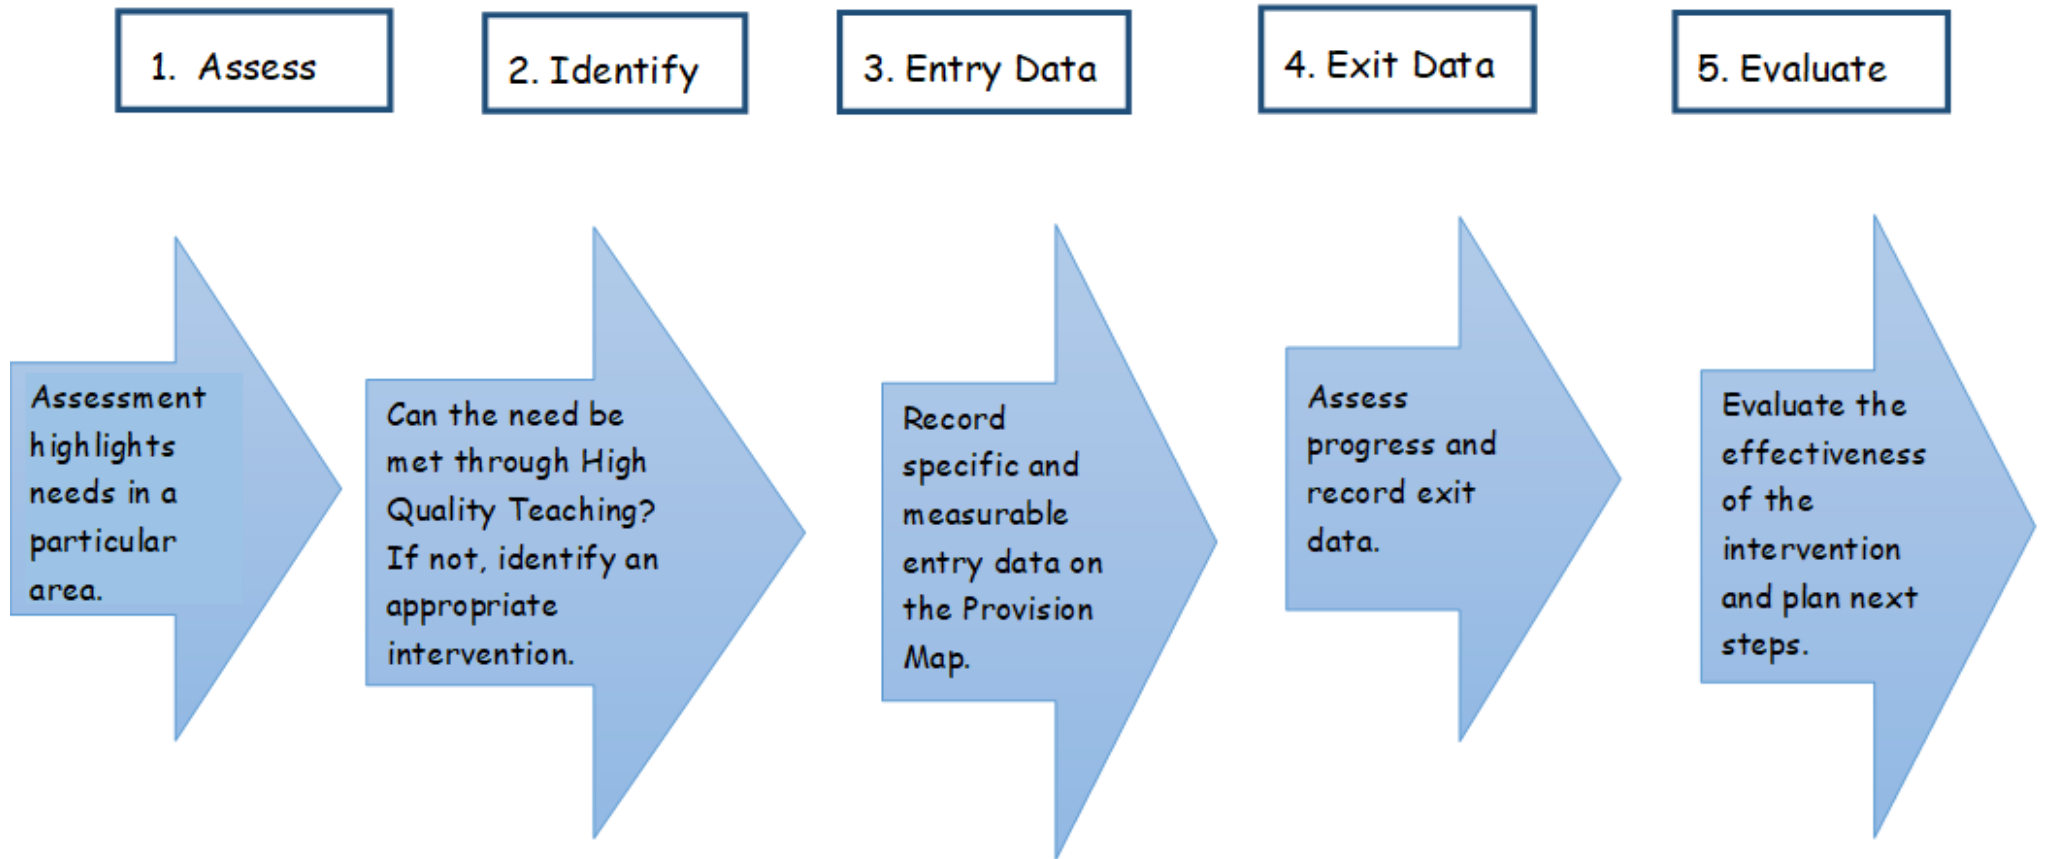 1. Assess
2. Identify
3. Entry Data
4. Exit Data
5. Evaluate
Assessment
highlights
needs in a
particular
area.
Can the need be
met through High
Quality Teaching?
If not, identify an
appropriate
intervention.
Record
specific and
measurable
entry data on
the Provision
Map.
Assess
progress and
record exit
data.
Evaluate the
effectiveness
of the
intervention
and plan next
steps.